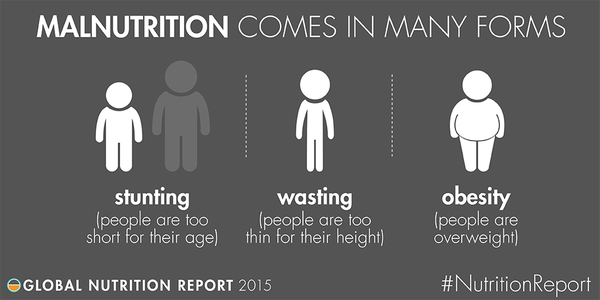 MALNUTRITION COMES IN MANY FORMS
stunting
(people are too
short for their age)
wasting
(people are too
thin for their height)
obesity
(people are
overweight)
GLOBAL NUTRITION REPORT 2015
#NutritionReport